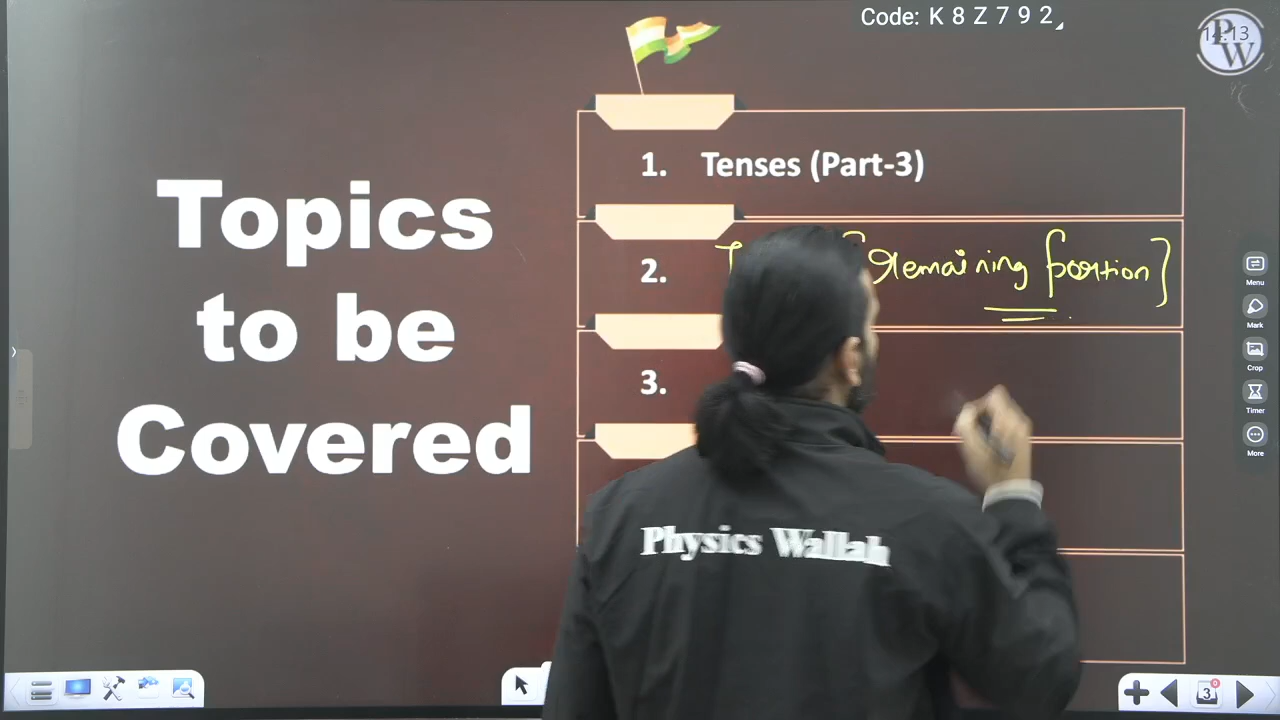 Code: K 8 Z 7 9 2
PW
Topics
to be
Covered
1. Tenses (Part-3)
2. [Remaining portion]
3.
Physics Wallah
Menu
Mark
Crop
Timer
More
3